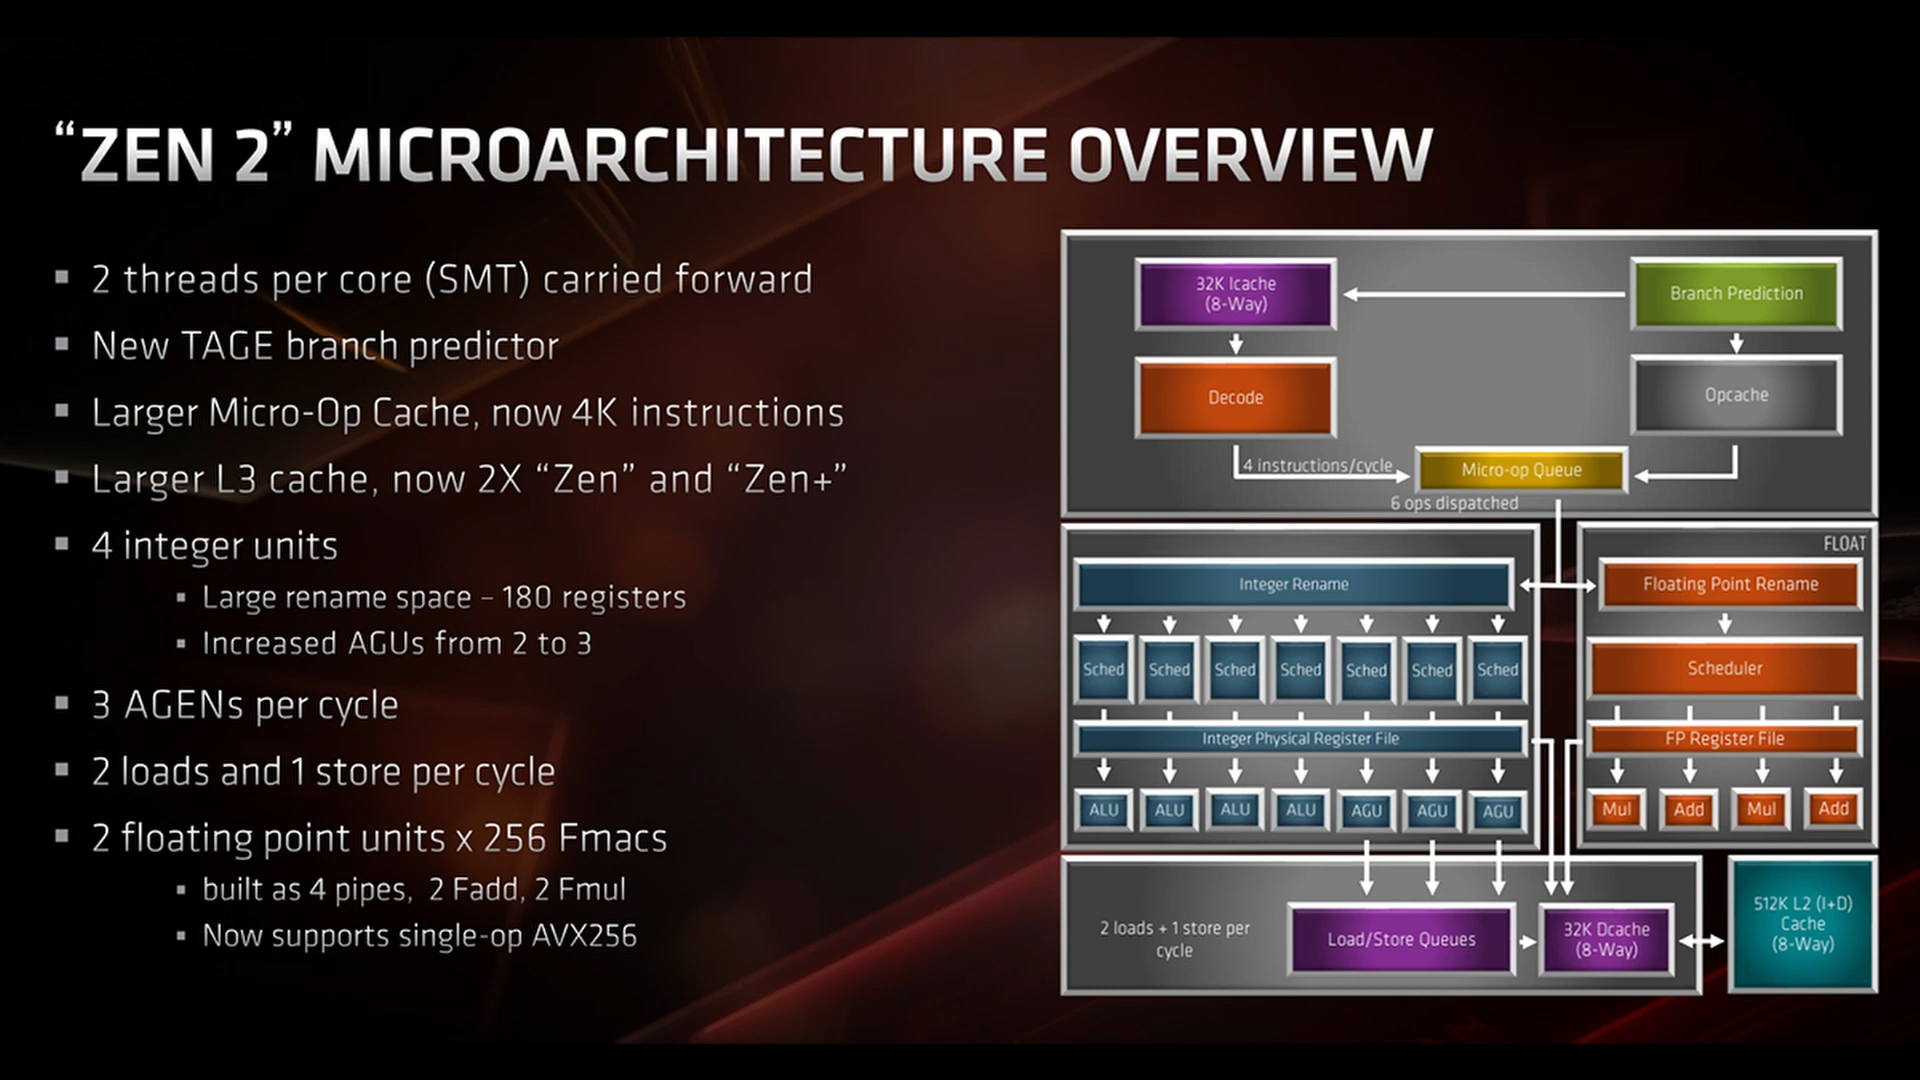 “ZEN 2” MICROARCHITECTURE OVERVIEW
2 threads per core (SMT) carried forward
New TAGE branch predictor
Larger Micro-Op Cache, now 4K instructions
Larger L3 cache, now 2X “Zen” and “Zen+”
4 integer units
Large rename space – 180 registers
Increased AGUs from 2 to 3
3 AGENs per cycle
2 loads and 1 store per cycle
2 floating point units x 256 Fmacs
built as 4 pipes, 2 Fadd, 2 Fmul
Now supports single-op AVX256
32K Icache
(8-Way)
Branch Prediction
Decode
Opcache
4 instructions/cycle
Micro-op Queue
6 ops dispatched
FLOAT
Integer Rename
Floating Point Rename
Sched Sched Sched Sched Sched Sched Sched
Scheduler
Integer Physical Register File
FP Register File
ALU ALU ALU ALU AGU AGU AGU
Mul Add Mul Add
2 loads + 1 store per
cycle
Load/Store Queues
32K Dcache
(8-Way)
512K L2 (I+D)
Cache
(8-Way)